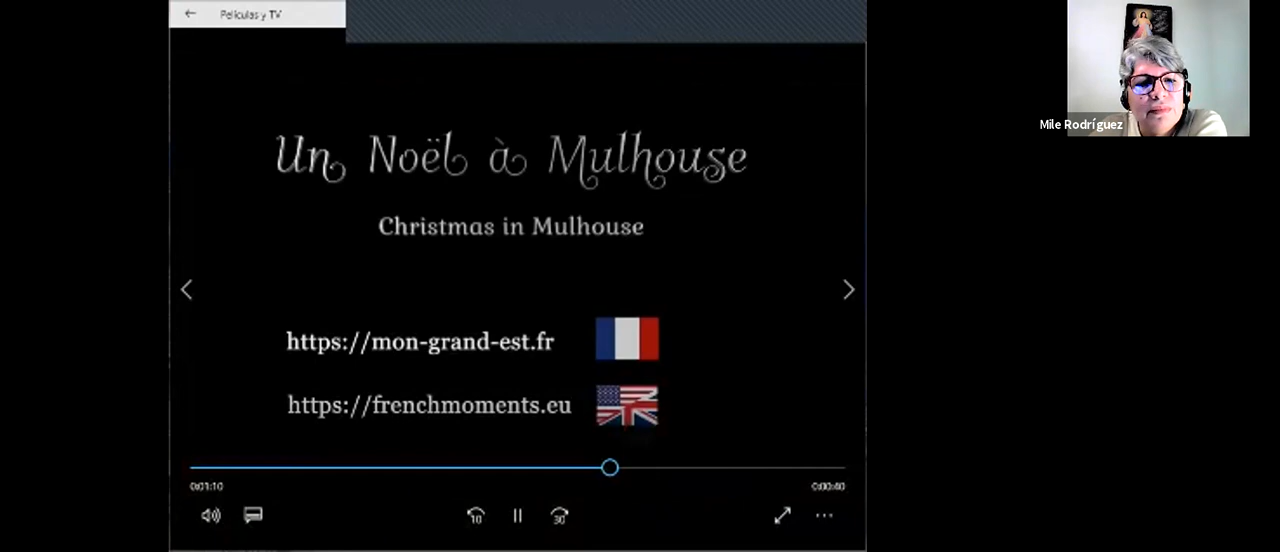 Películas y TV
Un Noël à Mulhouse
Christmas in Mulhouse
https://mon-grand-est.fr
https://frenchmoments.eu
0:01:10
0:00:40
10
30
Mile Rodríguez